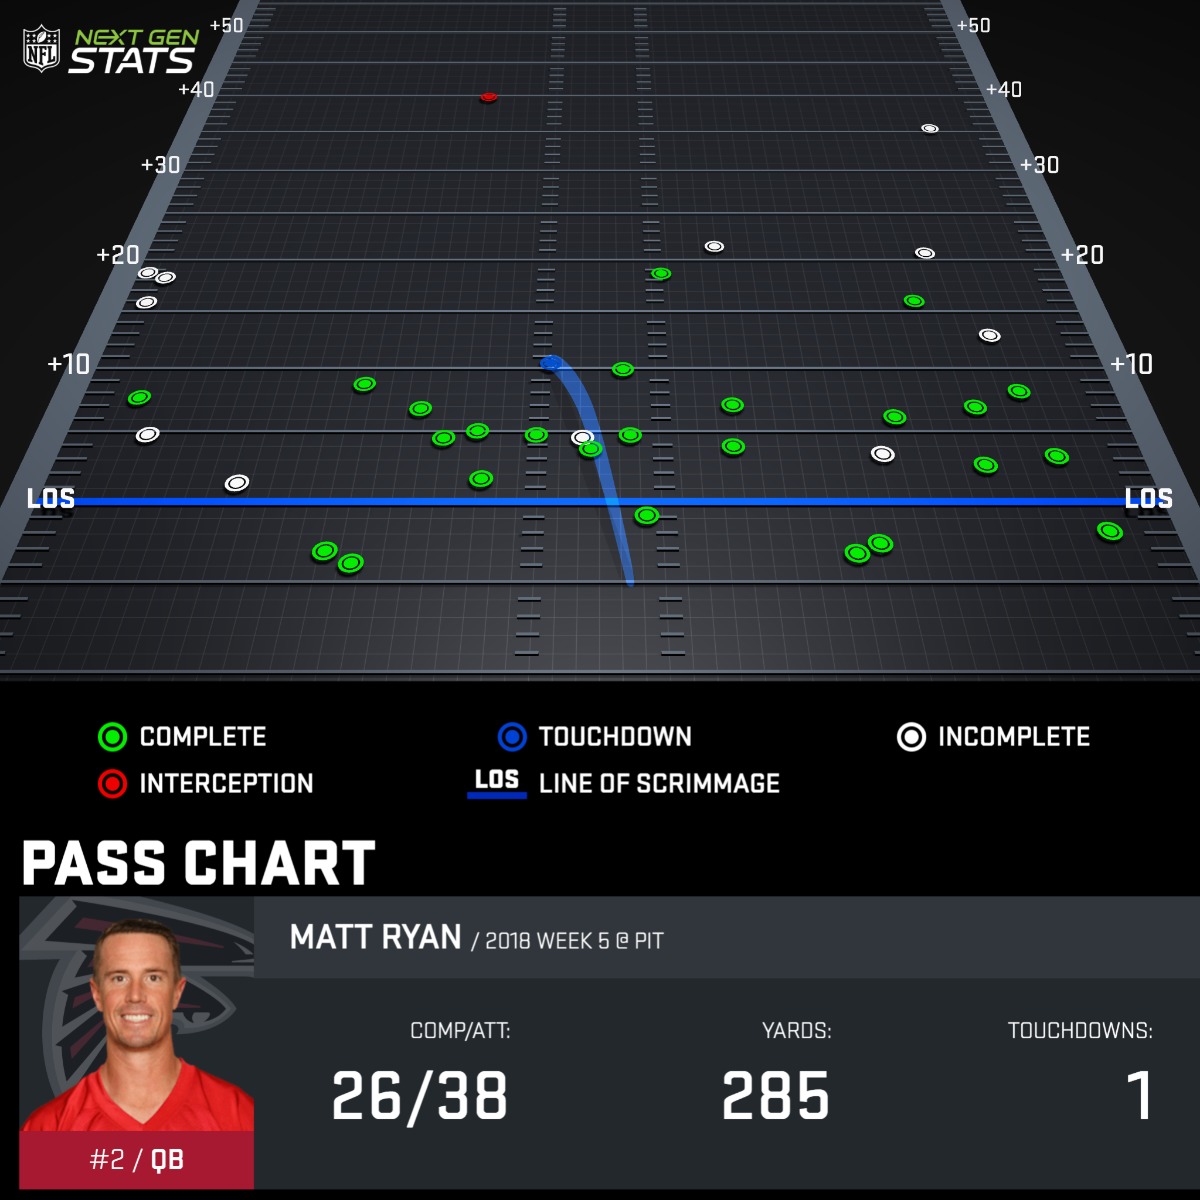 NFL
NEXT GEN
STATS
+50 +50
+40 +40
+30 +30
+20 +20
+10 +10
LOS LOS
COMPLETE TOUCHDOWN INCOMPLETE
INTERCEPTION LOS LINE OF SCRIMMAGE
PASS CHART
MATT RYAN / 2018 WEEK 5 @ PIT
COMP/ATT: YARDS: TOUCHDOWNS:
26/38 285 1
#2 / QB